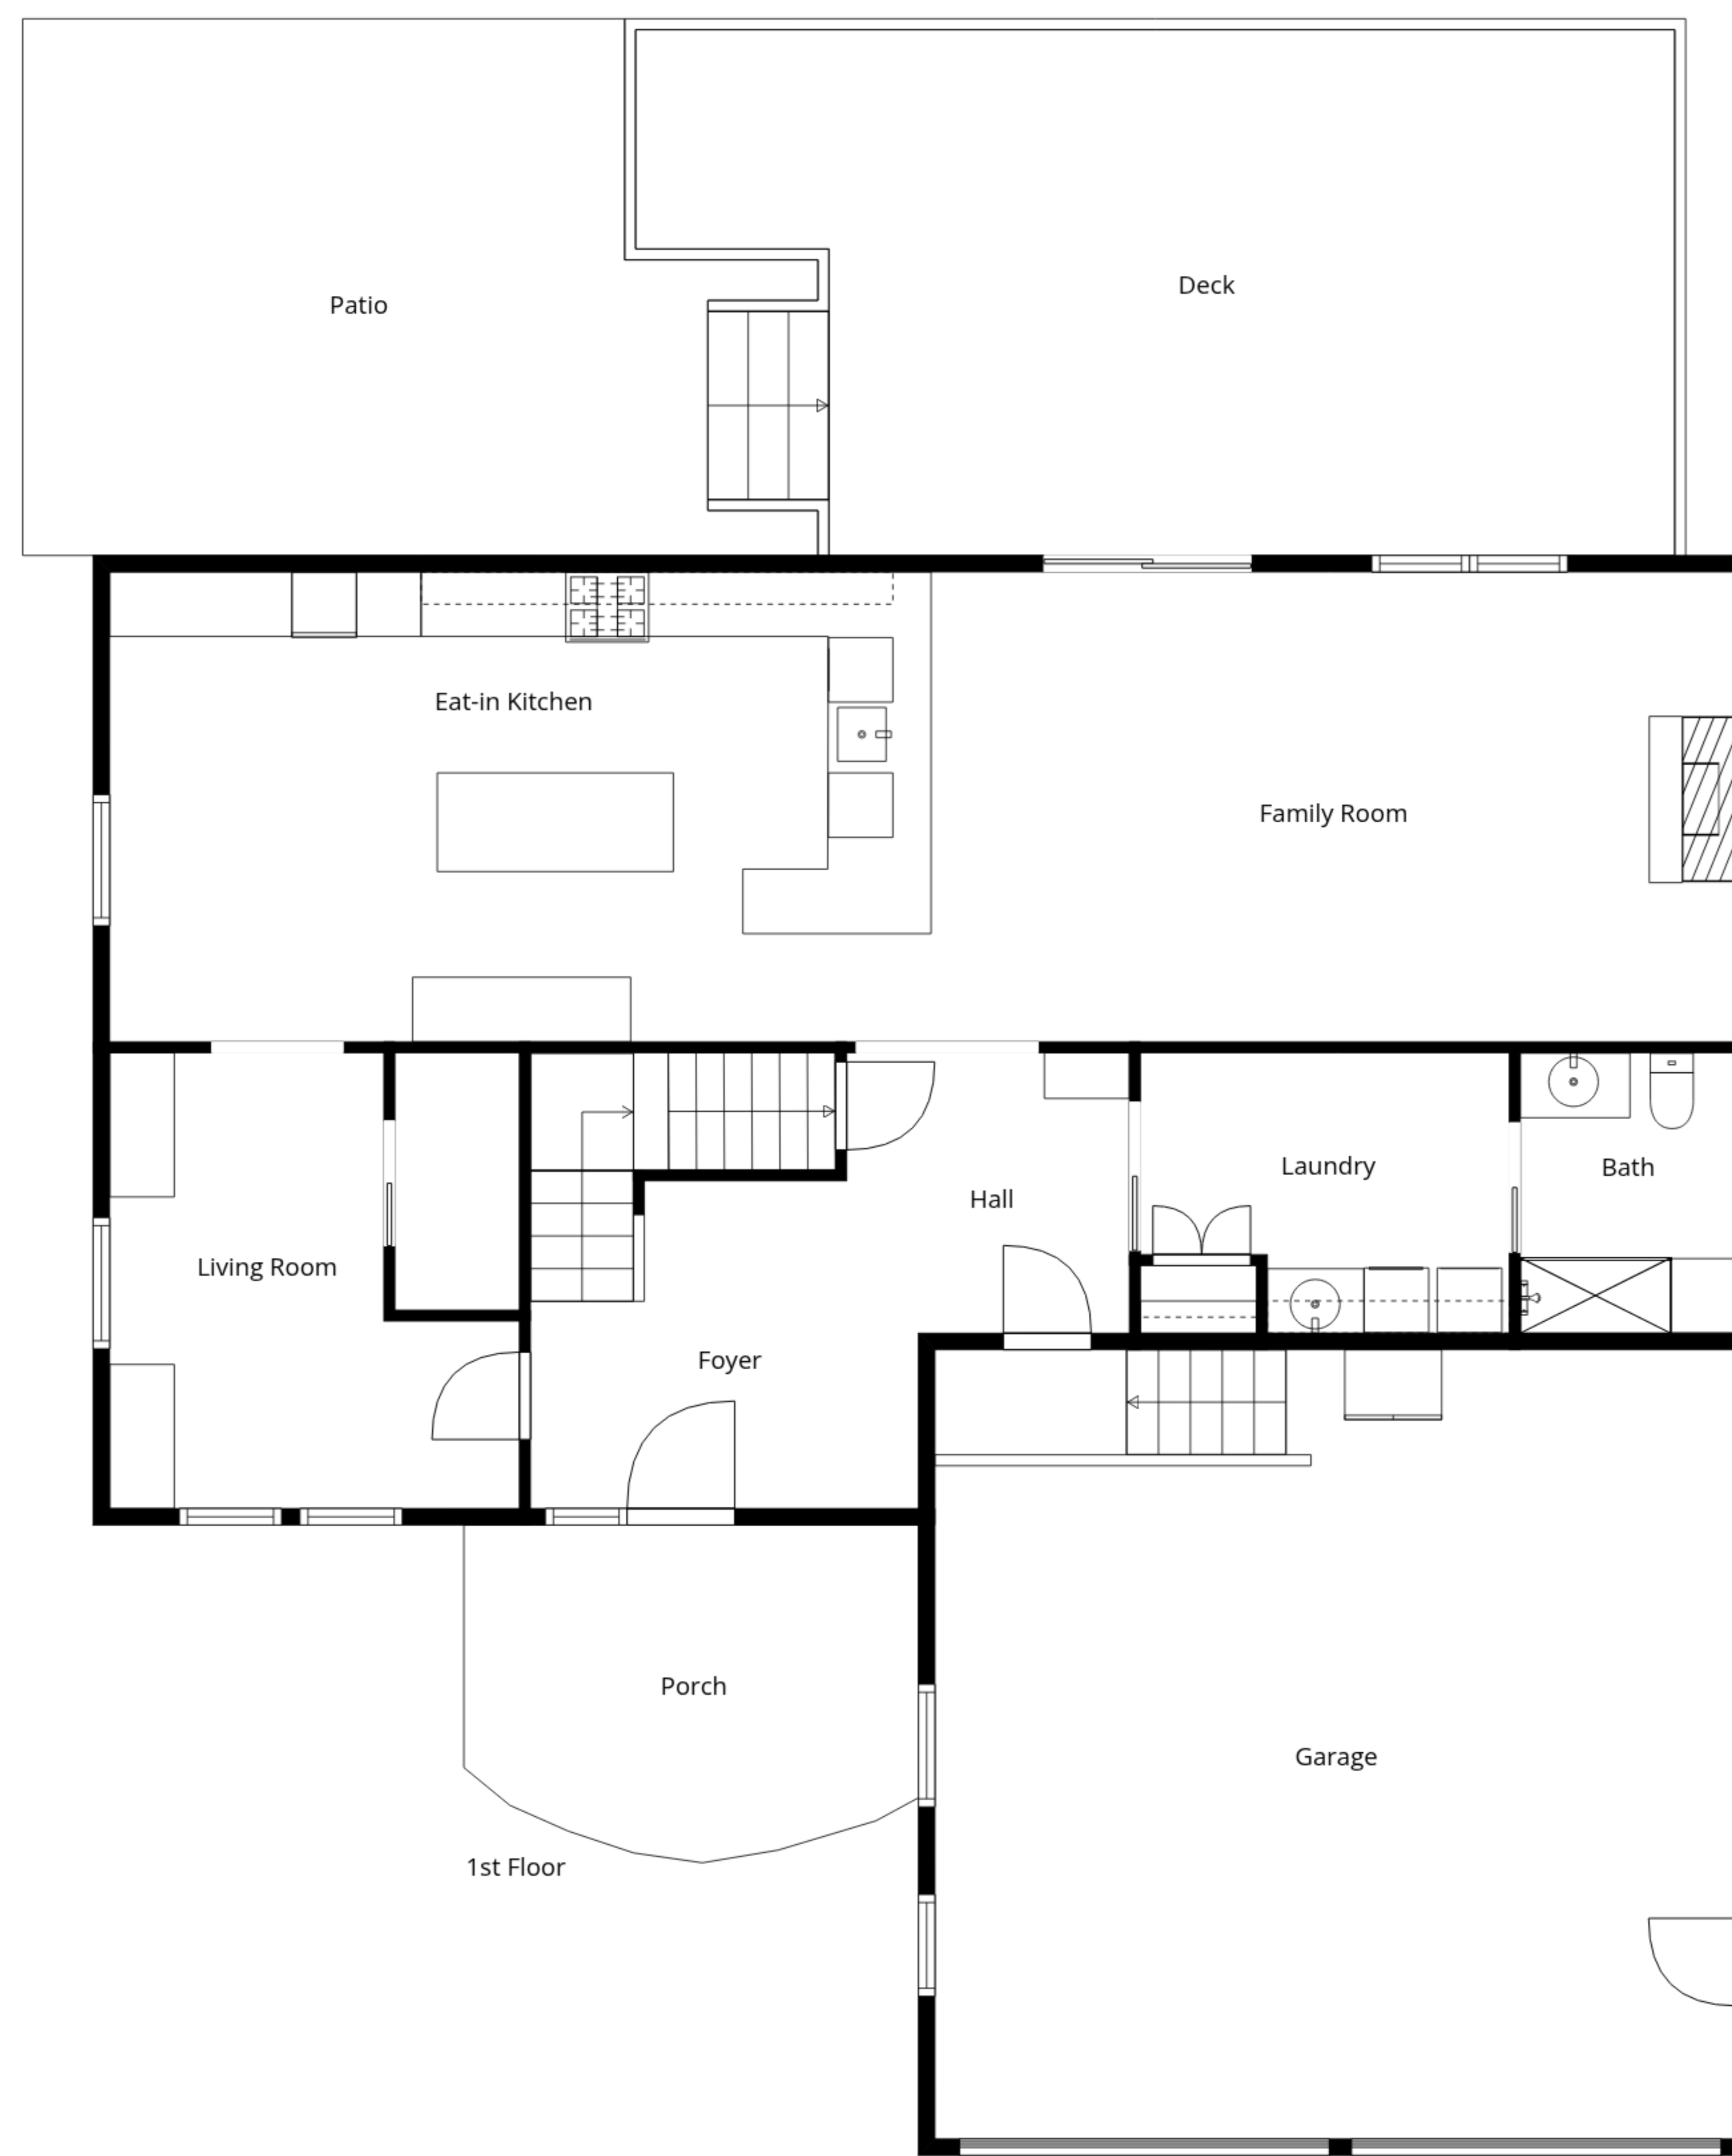 Patio
Deck
Eat-in Kitchen
Family Room
Laundry
Bath
Hall
Living Room
Foyer
Porch
Garage
1st Floor